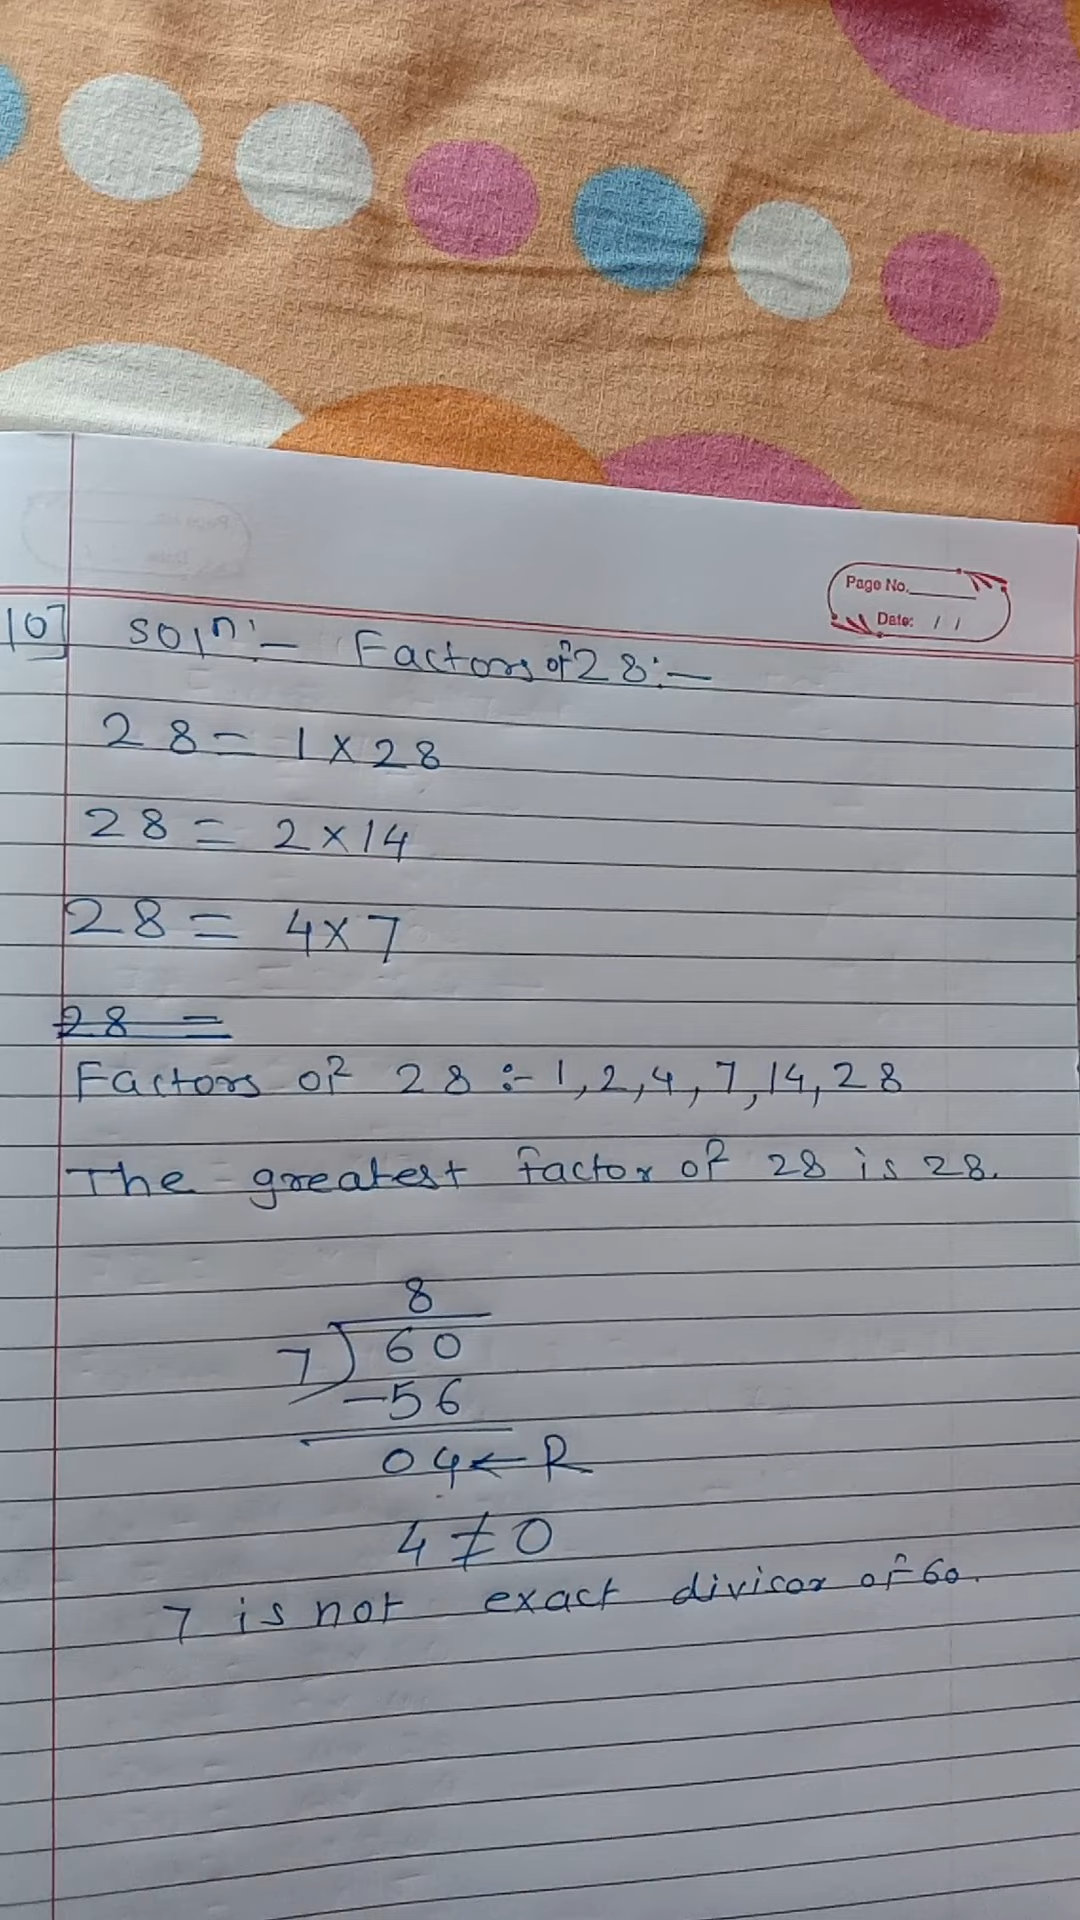 Page No.
Date: / /
10] Soln:- Factors of 28:-
28 = 1 x 28
28 = 2 x 14
28 = 4 x 7
28 =
Factors of 28 :- 1, 2, 4, 7, 14, 28
The greatest factor of 28 is 28.
8
7 ) 60
-56
04 ← R
4 ≠ 0
7 is not exact divisor of 60.